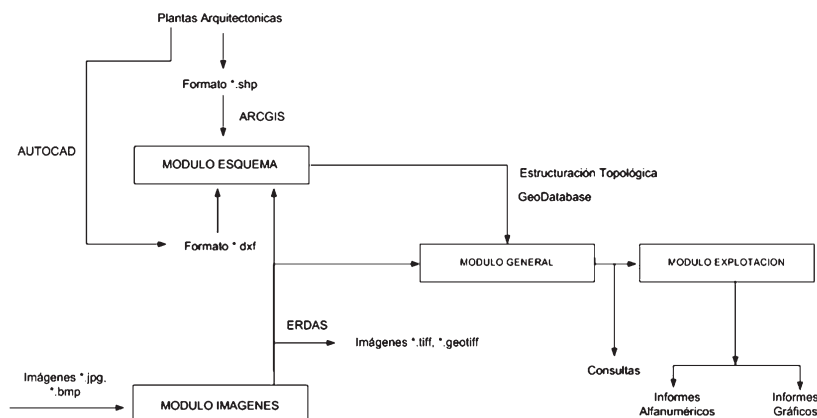 Plantas Arquitectonicas
Formato *.shp
ARCGIS
AUTOCAD
MODULO ESQUEMA
Estructuración Topológica
GeoDatabase
Formato *.dxf
MODULO GENERAL
MODULO EXPLOTACION
ERDAS
Imágenes *.tiff, *.geotiff
Consultas
Imágenes *.jpg,
*.bmp
MODULO IMAGENES
Informes
Alfanuméricos
Informes
Gráficos